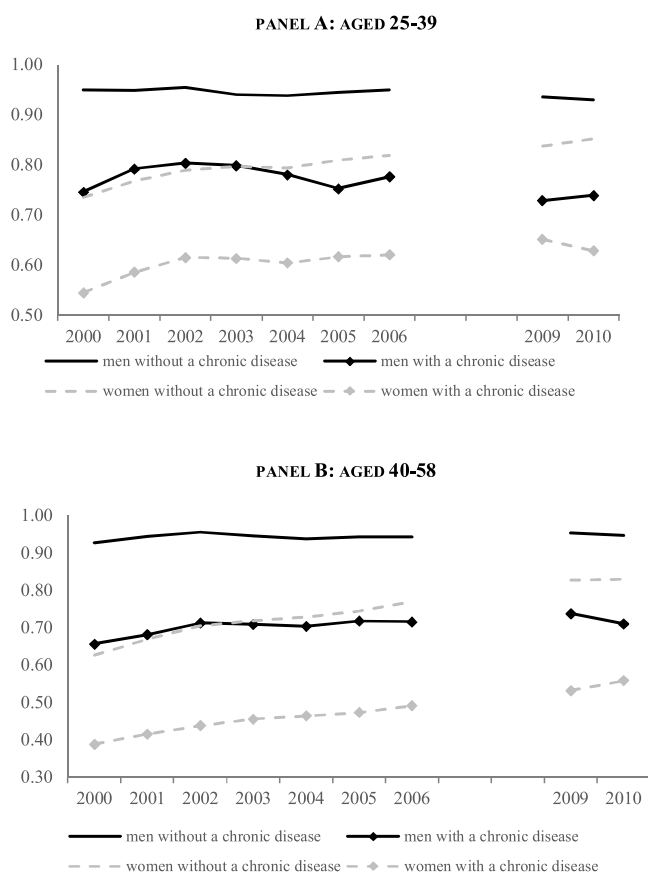 PANEL A: AGED 25-39
1.00
0.90
0.80
0.70
0.60
0.50
2000 2001 2002 2003 2004 2005 2006 2009 2010
men without a chronic disease men with a chronic disease
women without a chronic disease women with a chronic disease
PANEL B: AGED 40-58
1.00
0.90
0.80
0.70
0.60
0.50
0.40
0.30
2000 2001 2002 2003 2004 2005 2006 2009 2010
men without a chronic disease men with a chronic disease
women without a chronic disease women with a chronic disease